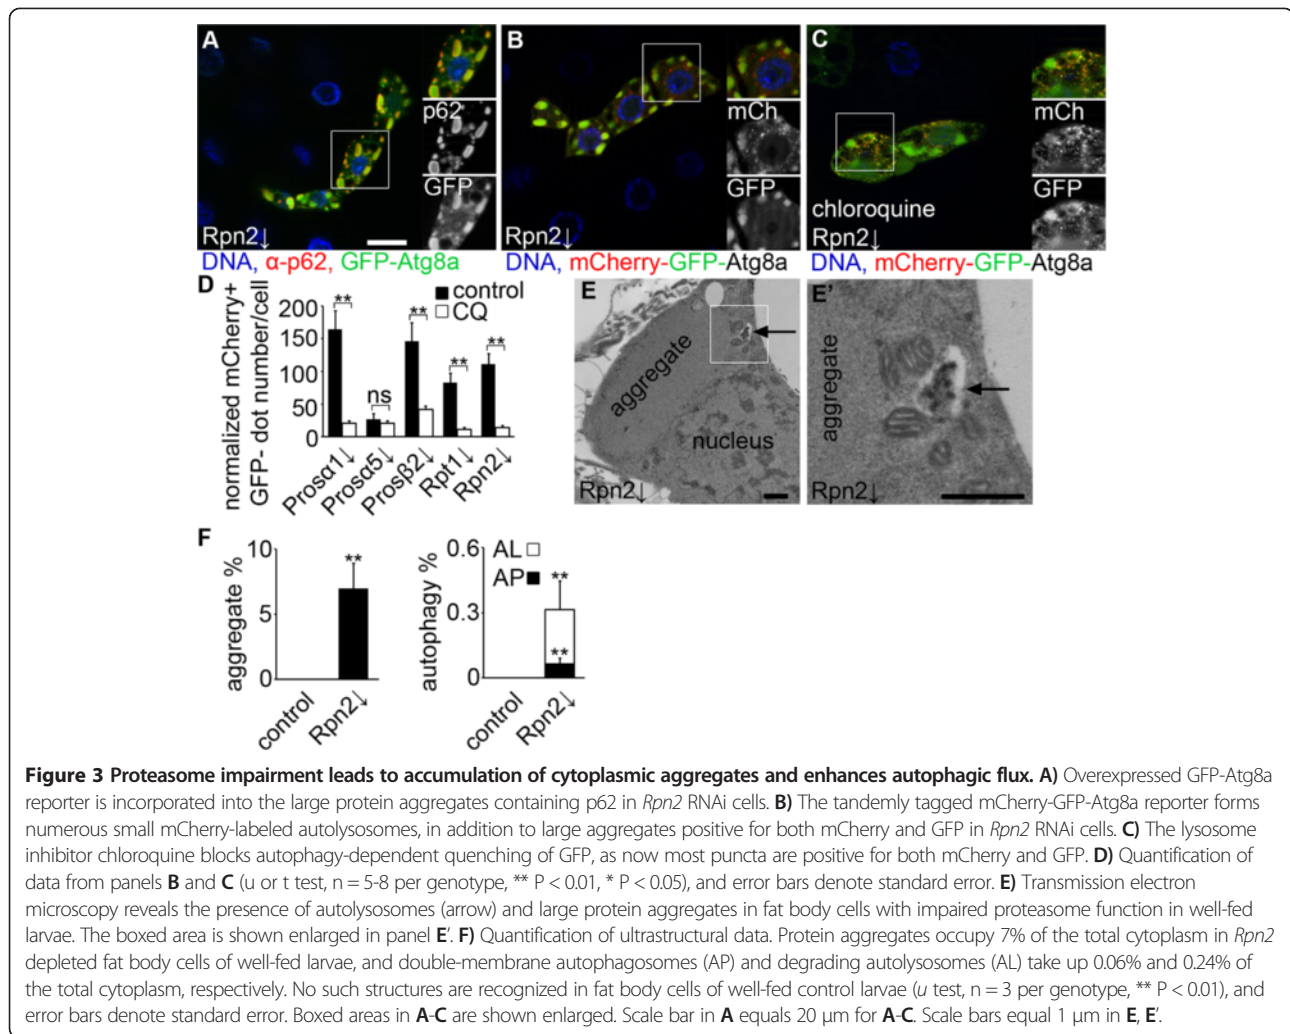 A
p62
GFP
Rpn2↓
DNA, α-p62, GFP-Atg8a
B
mCh
GFP
Rpn2↓
DNA, mCherry-GFP-Atg8a
C
mCh
GFP
chloroquine
Rpn2↓
DNA, mCherry-GFP-Atg8a
D
normalized mCherry+
GFP- dot number/cell
control
CQ
200
150
100
50
0
**
ns
**
**
**
Prosα1↓
Prosα5↓
Prosβ2↓
Rpt1↓
Rpn2↓
E
aggregate
nucleus
Rpn2↓
E'
aggregate
Rpn2↓
F
aggregate %
10
5
0
**
control
Rpn2↓
autophagy %
0.6
0.3
0
AL
AP
**
**
control
Rpn2↓
Figure 3 Proteasome impairment leads to accumulation of cytoplasmic aggregates and enhances autophagic flux. A) Overexpressed GFP-Atg8a
reporter is incorporated into the large protein aggregates containing p62 in Rpn2 RNAi cells. B) The tandemly tagged mCherry-GFP-Atg8a reporter forms
numerous small mCherry-labeled autolysosomes, in addition to large aggregates positive for both mCherry and GFP in Rpn2 RNAi cells. C) The lysosome
inhibitor chloroquine blocks autophagy-dependent quenching of GFP, as now most puncta are positive for both mCherry and GFP. D) Quantification of
data from panels B and C (u or t test, n = 5-8 per genotype, ** P < 0.01, * P < 0.05), and error bars denote standard error. E) Transmission electron
microscopy reveals the presence of autolysosomes (arrow) and large protein aggregates in fat body cells with impaired proteasome function in well-fed
larvae. The boxed area is shown enlarged in panel E'. F) Quantification of ultrastructural data. Protein aggregates occupy 7% of the total cytoplasm in Rpn2
depleted fat body cells of well-fed larvae, and double-membrane autophagosomes (AP) and degrading autolysosomes (AL) take up 0.06% and 0.24% of
the total cytoplasm, respectively. No such structures are recognized in fat body cells of well-fed control larvae (u test, n = 3 per genotype, ** P < 0.01), and
error bars denote standard error. Boxed areas in A-C are shown enlarged. Scale bar in A equals 20 μm for A-C. Scale bars equal 1 μm in E, E'.